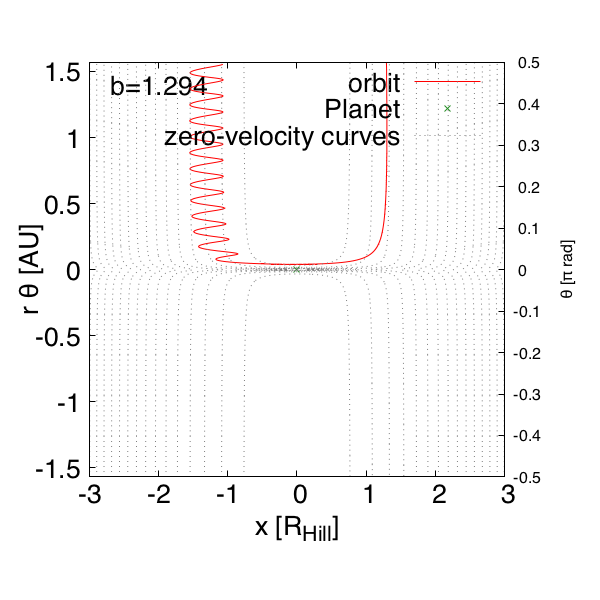 b=1.294
orbit
Planet
zero-velocity curves
r θ [AU]
1.5
1
0.5
0
-0.5
-1
-1.5
-3 -2 -1 0 1 2 3
x [RHill]
0.5
0.4
0.3
0.2
0.1
0
-0.1
-0.2
-0.3
-0.4
-0.5
θ [π rad]